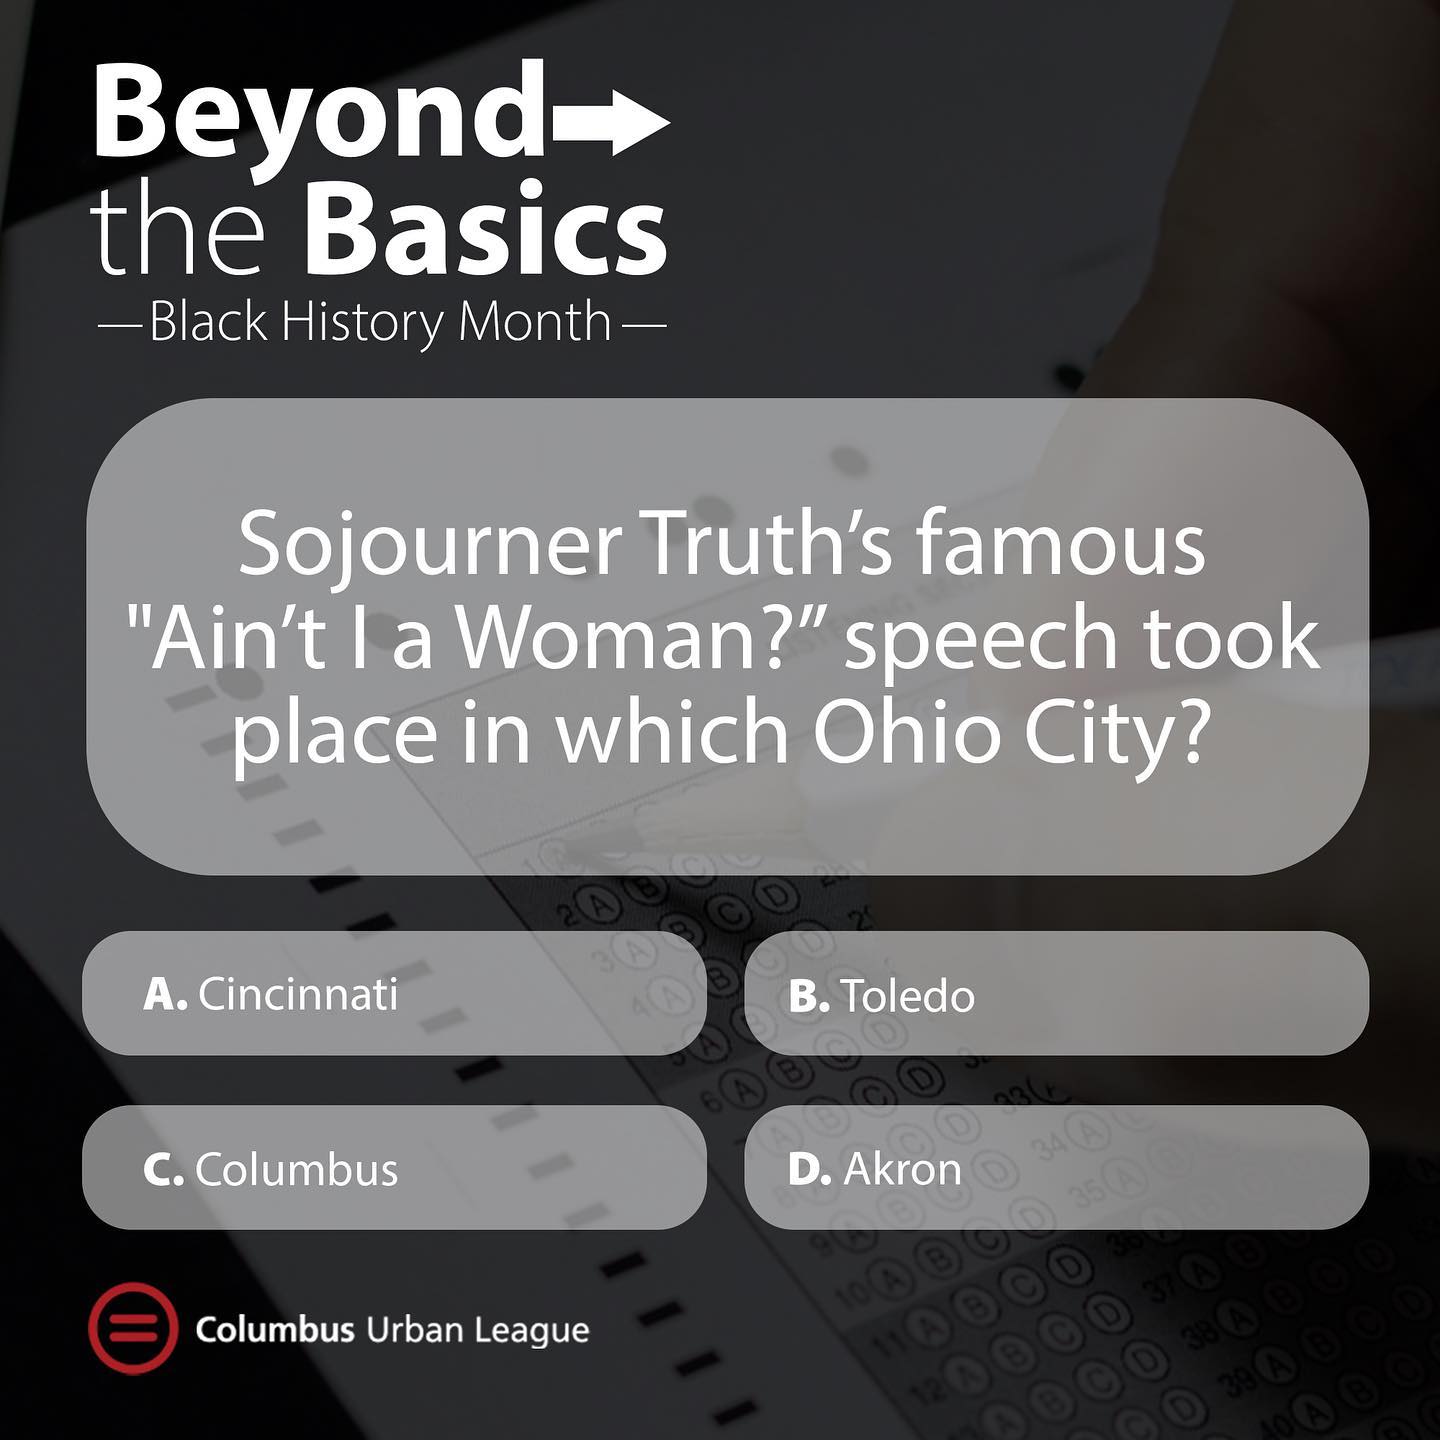 Beyond
the Basics
—Black History Month—
Sojourner Truth’s famous
"Ain’t I a Woman?” speech took
place in which Ohio City?
A. Cincinnati
B. Toledo
C. Columbus
D. Akron
Columbus Urban League